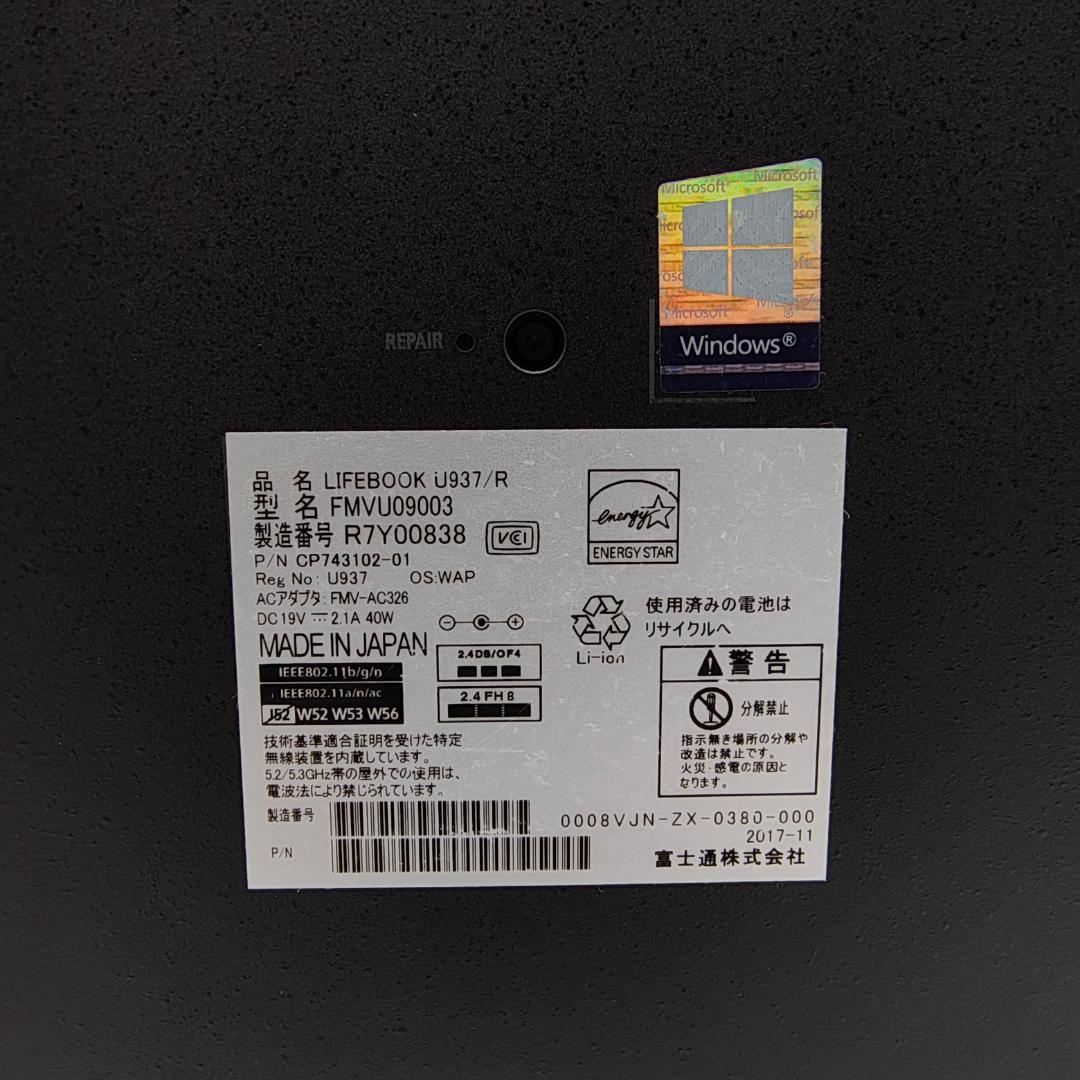 Microsoft Microsoft
Microsoft
Windows®
REPAIR
品 名 LIFEBOOK U937/R
型 名 FMVU09003
製造番号 R7Y00838
VCI
P/N CP743102-01
Reg No: U937 OS:WAP
ACアダプタ: FMV-AC326
DC19V 2.1A 40W
MADE IN JAPAN
IEEE802.11b/g/n
IEEE802.11a/n/ac
J52 W52 W53 W56
2.4DS/OF4
2.4FH8
energy
ENERGY STAR
使用済みの電池は
リサイクルへ
Li-ion
警告
分解禁止
指示無き場所の分解や
改造は禁止です。
火災・感電の原因と
なります。
技術基準適合証明を受けた特定
無線装置を内蔵しています。
5.2/5.3GHz帯の屋外での使用は、
電波法により禁じられています。
製造番号
P/N
0008VJN-ZX-0380-000
2017-11
富士通株式会社